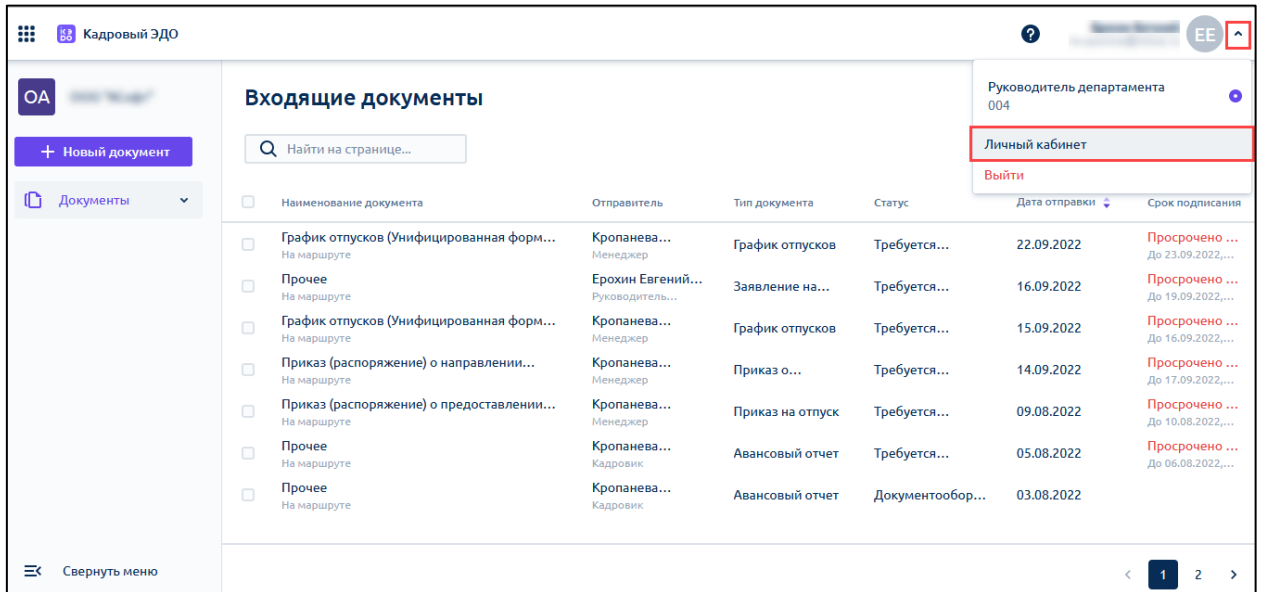 КЭ
ДО
Кадровый ЭДО
?
ЕЕ
Руководитель департамента
004
Личный кабинет
Выйти
ОА
+ Новый документ
Документы
Свернуть меню
Входящие документы
Найти на странице...
Наименование документа Отправитель Тип документа Статус Дата отправки Срок подписания
График отпусков (Унифицированная форм... Кропанева... График отпусков Требуется... 22.09.2022 Просрочено ...
На маршруте Менеджер До 23.09.2022,...
Прочее Ерохин Евгений... Заявление на... Требуется... 16.09.2022 Просрочено ...
На маршруте Руководитель... До 19.09.2022,...
График отпусков (Унифицированная форм... Кропанева... График отпусков Требуется... 15.09.2022 Просрочено ...
На маршруте Менеджер До 16.09.2022,...
Приказ (распоряжение) о направлении... Кропанева... Приказ о... Требуется... 14.09.2022 Просрочено ...
На маршруте Менеджер До 17.09.2022,...
Приказ (распоряжение) о предоставлении... Кропанева... Приказ на отпуск Требуется... 09.08.2022 Просрочено ...
На маршруте Менеджер До 10.08.2022,...
Прочее Кропанева... Авансовый отчет Требуется... 05.08.2022 Просрочено ...
На маршруте Кадровик До 06.08.2022,...
Прочее Кропанева... Авансовый отчет Документообор... 03.08.2022
На маршруте Кадровик
< 1 2 >